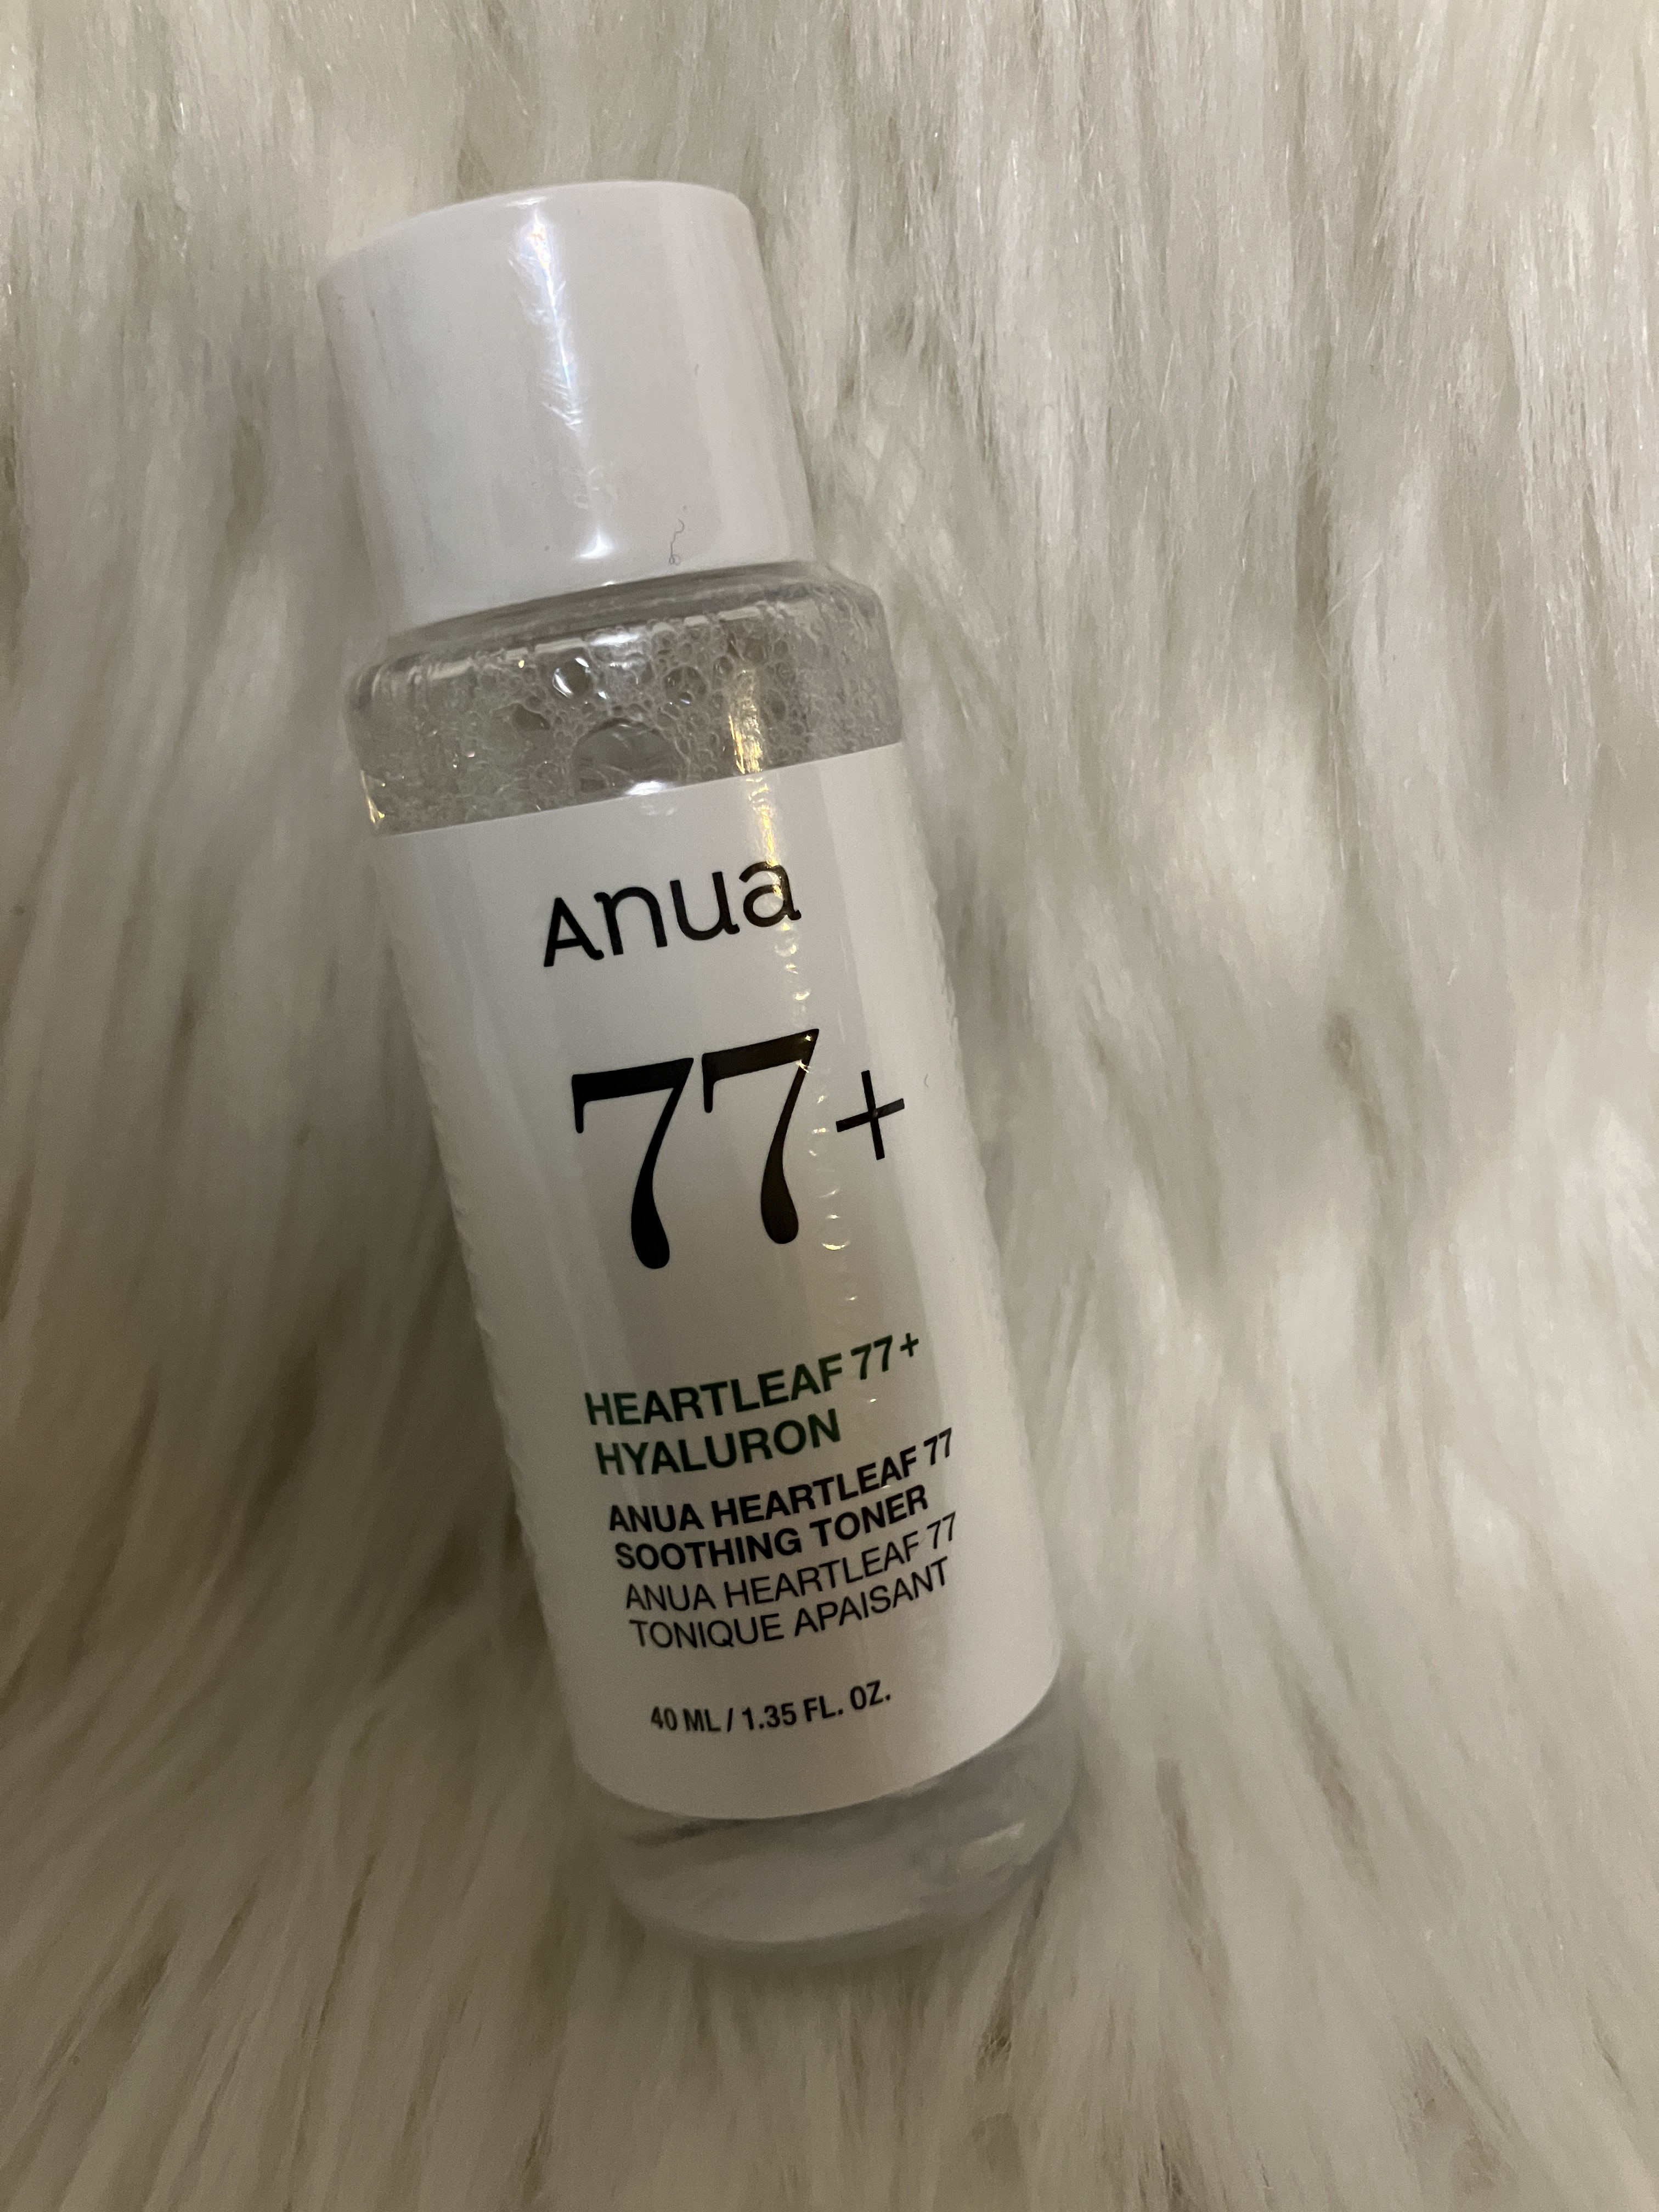 Anua
77+
HEARTLEAF 77+
HYALURON
ANUA HEARTLEAF 77
SOOTHING TONER
ANUA HEARTLEAF 77
TONIQUE APAISANT
40 ML / 1.35 FL. OZ.